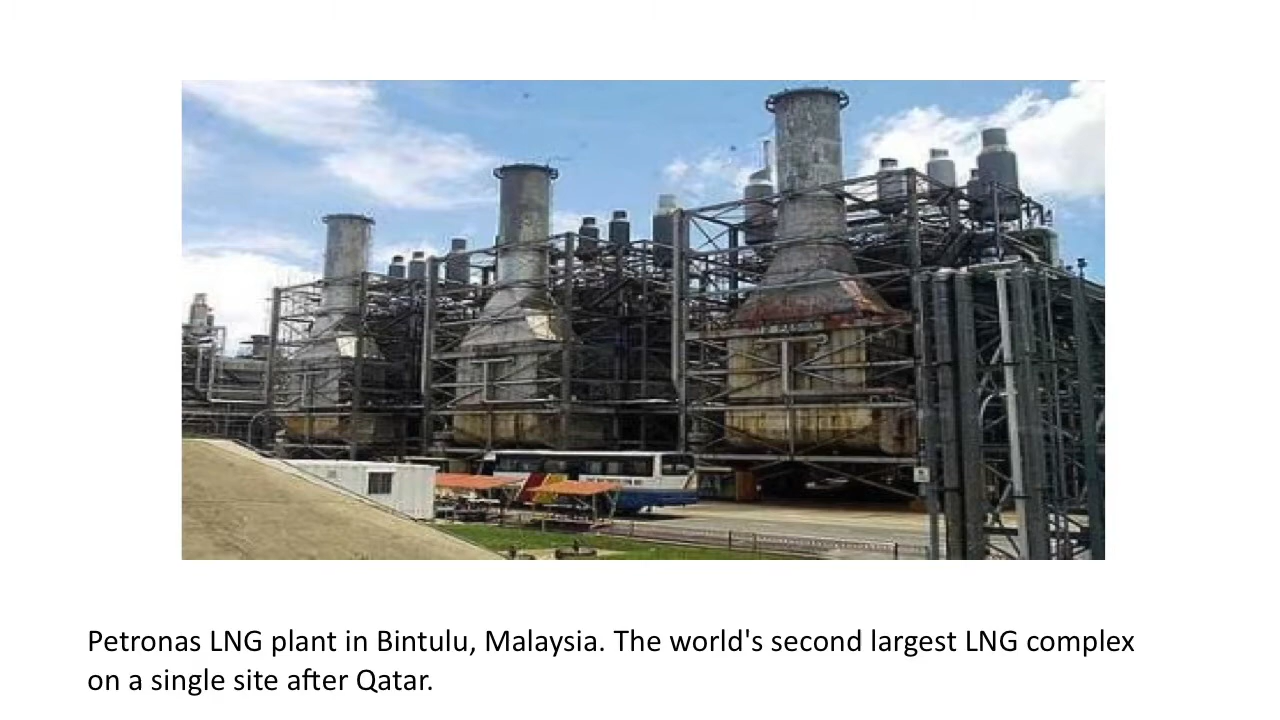 Petronas LNG plant in Bintulu, Malaysia. The world's second largest LNG complex
on a single site after Qatar.